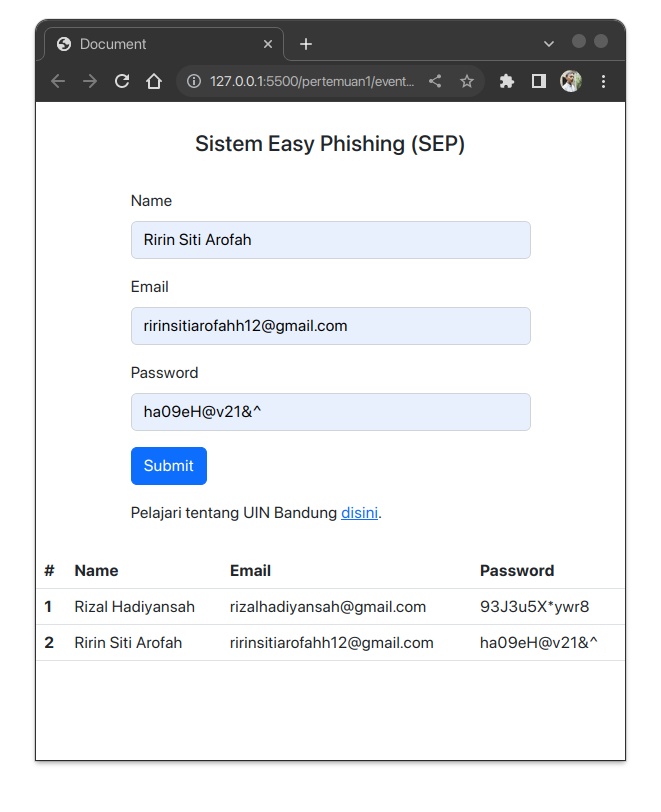 Document
127.0.0.1:5500/pertemuan1/event...
Sistem Easy Phishing (SEP)
Name
Ririn Siti Arofah
Email
ririnsitiarofahh12@gmail.com
Password
ha09eH@v21&^
Submit
Pelajari tentang UIN Bandung disini.
# Name Email Password
1 Rizal Hadiyansah rizalhadiyansah@gmail.com 93J3u5X*ywr8
2 Ririn Siti Arofah ririnsitiarofahh12@gmail.com ha09eH@v21&^